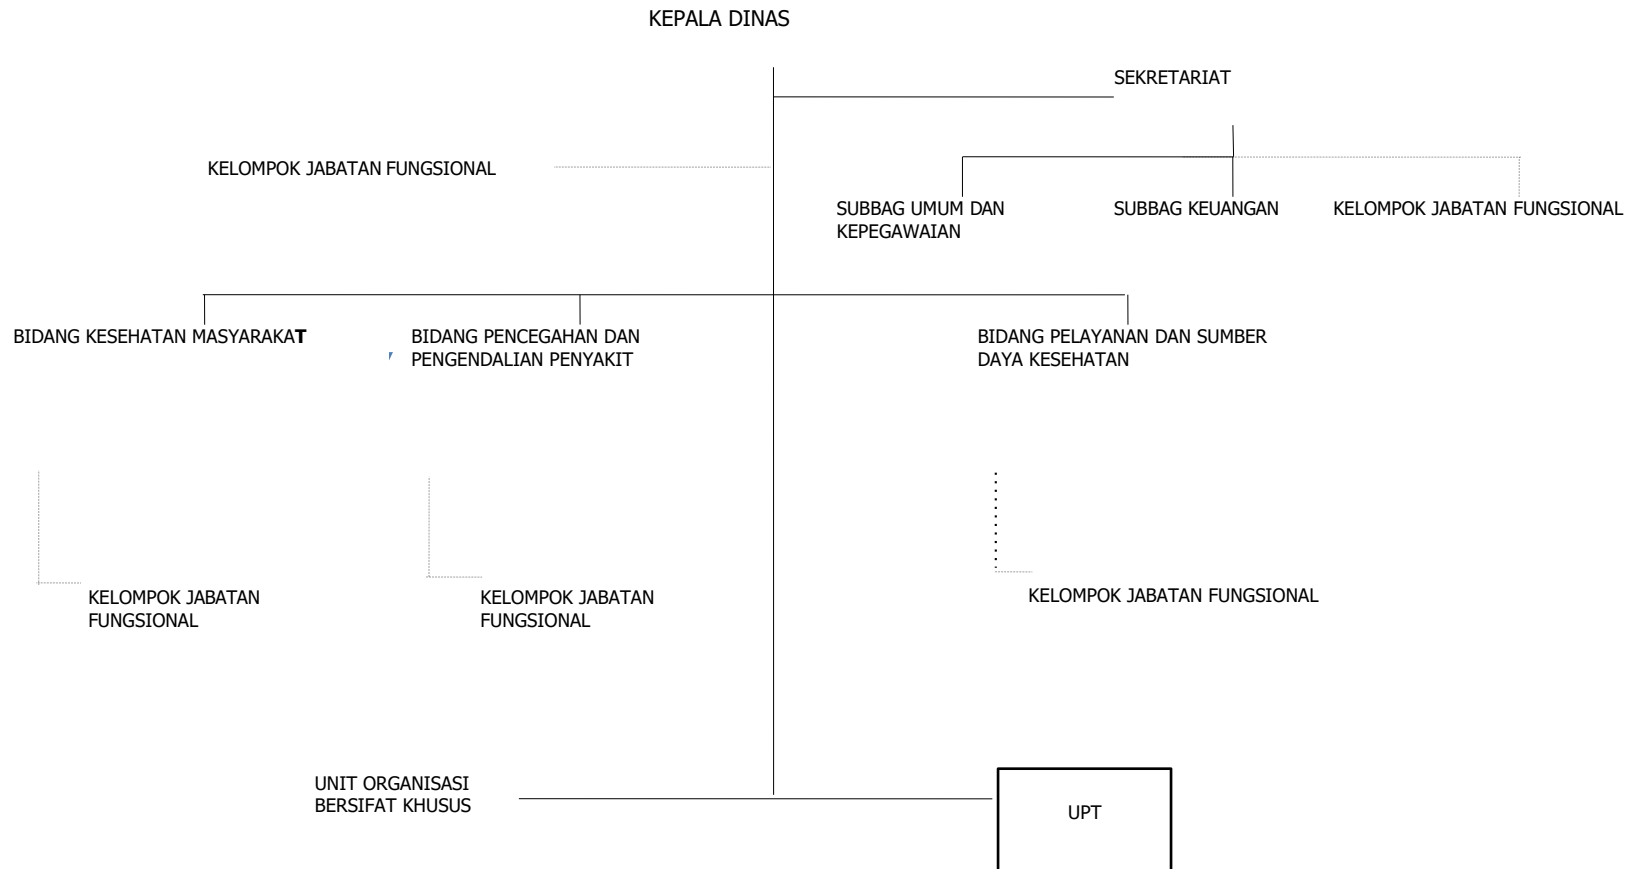 KEPALA DINAS
SEKRETARIAT
KELOMPOK JABATAN FUNGSIONAL
SUBBAG UMUM DAN
KEPEGAWAIAN
SUBBAG KEUANGAN
KELOMPOK JABATAN FUNGSIONAL
BIDANG KESEHATAN MASYARAKAT
BIDANG PENCEGAHAN DAN
PENGENDALIAN PENYAKIT
BIDANG PELAYANAN DAN SUMBER
DAYA KESEHATAN
KELOMPOK JABATAN
FUNGSIONAL
KELOMPOK JABATAN
FUNGSIONAL
KELOMPOK JABATAN FUNGSIONAL
UNIT ORGANISASI
BERSIFAT KHUSUS
UPT